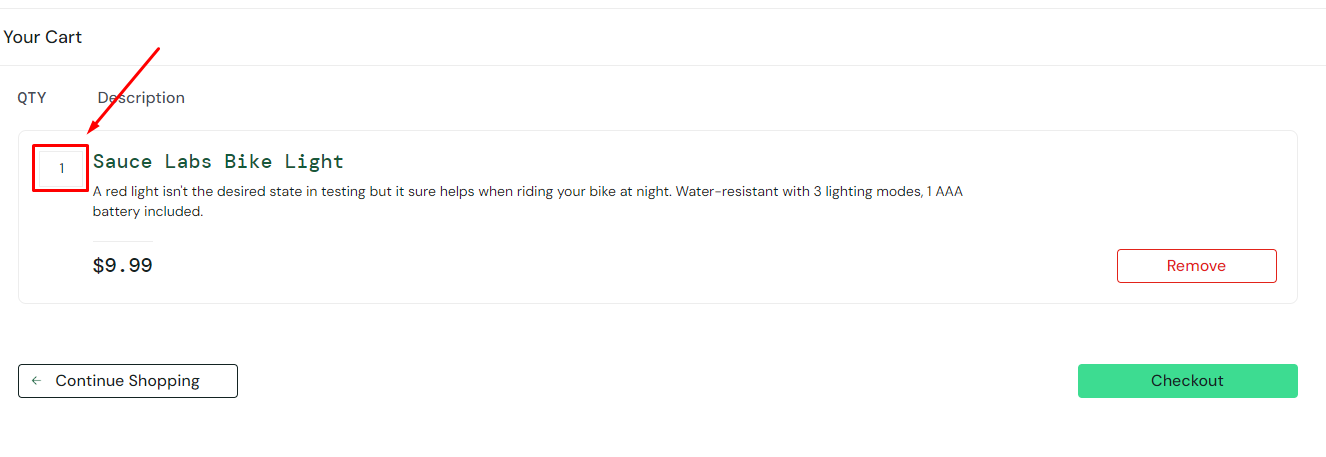 Your Cart
QTY Description
1 Sauce Labs Bike Light
A red light isn't the desired state in testing but it sure helps when riding your bike at night. Water-resistant with 3 lighting modes, 1 AAA
battery included.
$9.99 Remove
← Continue Shopping Checkout